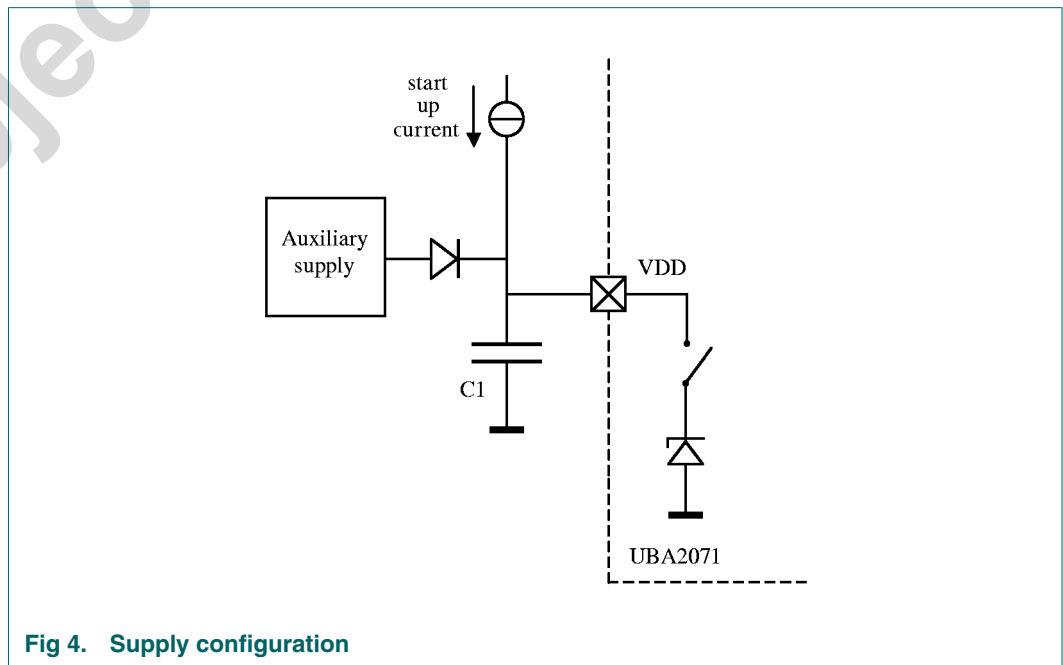 start
up
current
Auxiliary
supply
VDD
C1
UBA2071
Fig 4. Supply configuration